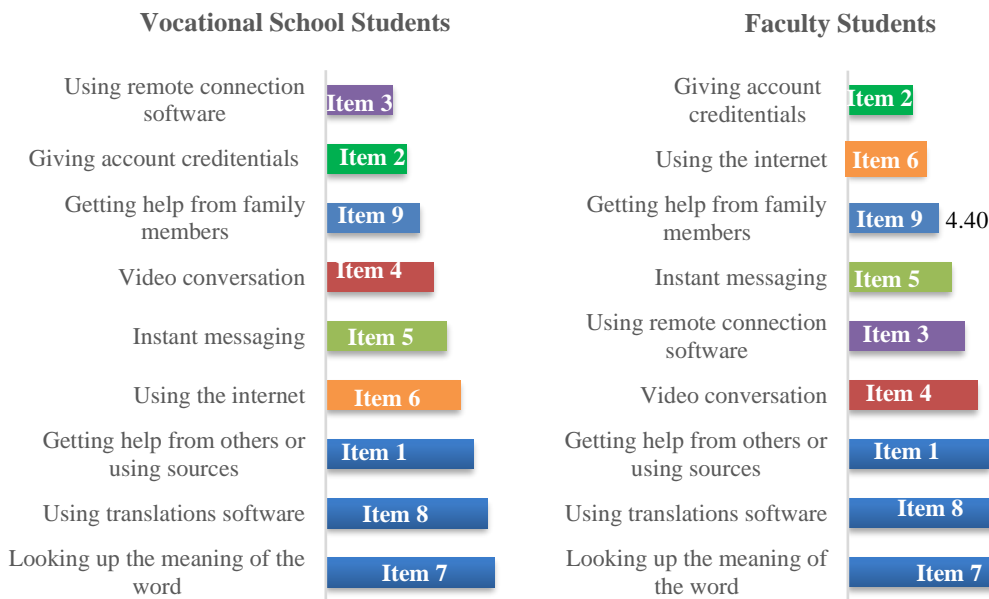 Vocational School Students
Using remote connection
software
Item 3
Giving account creditentials
Item 2
Getting help from family
members
Item 9
Video conversation
Item 4
Instant messaging
Item 5
Using the internet
Item 6
Getting help from others or
using sources
Item 1
Using translations software
Item 8
Looking up the meaning of the
word
Item 7
Faculty Students
Giving account
creditentials
Item 2
Using the internet
Item 6
Getting help from family
members
Item 9
4.40
Instant messaging
Item 5
Using remote connection
software
Item 3
Video conversation
Item 4
Getting help from others or
using sources
Item 1
Using translations software
Item 8
Looking up the meaning of
the word
Item 7